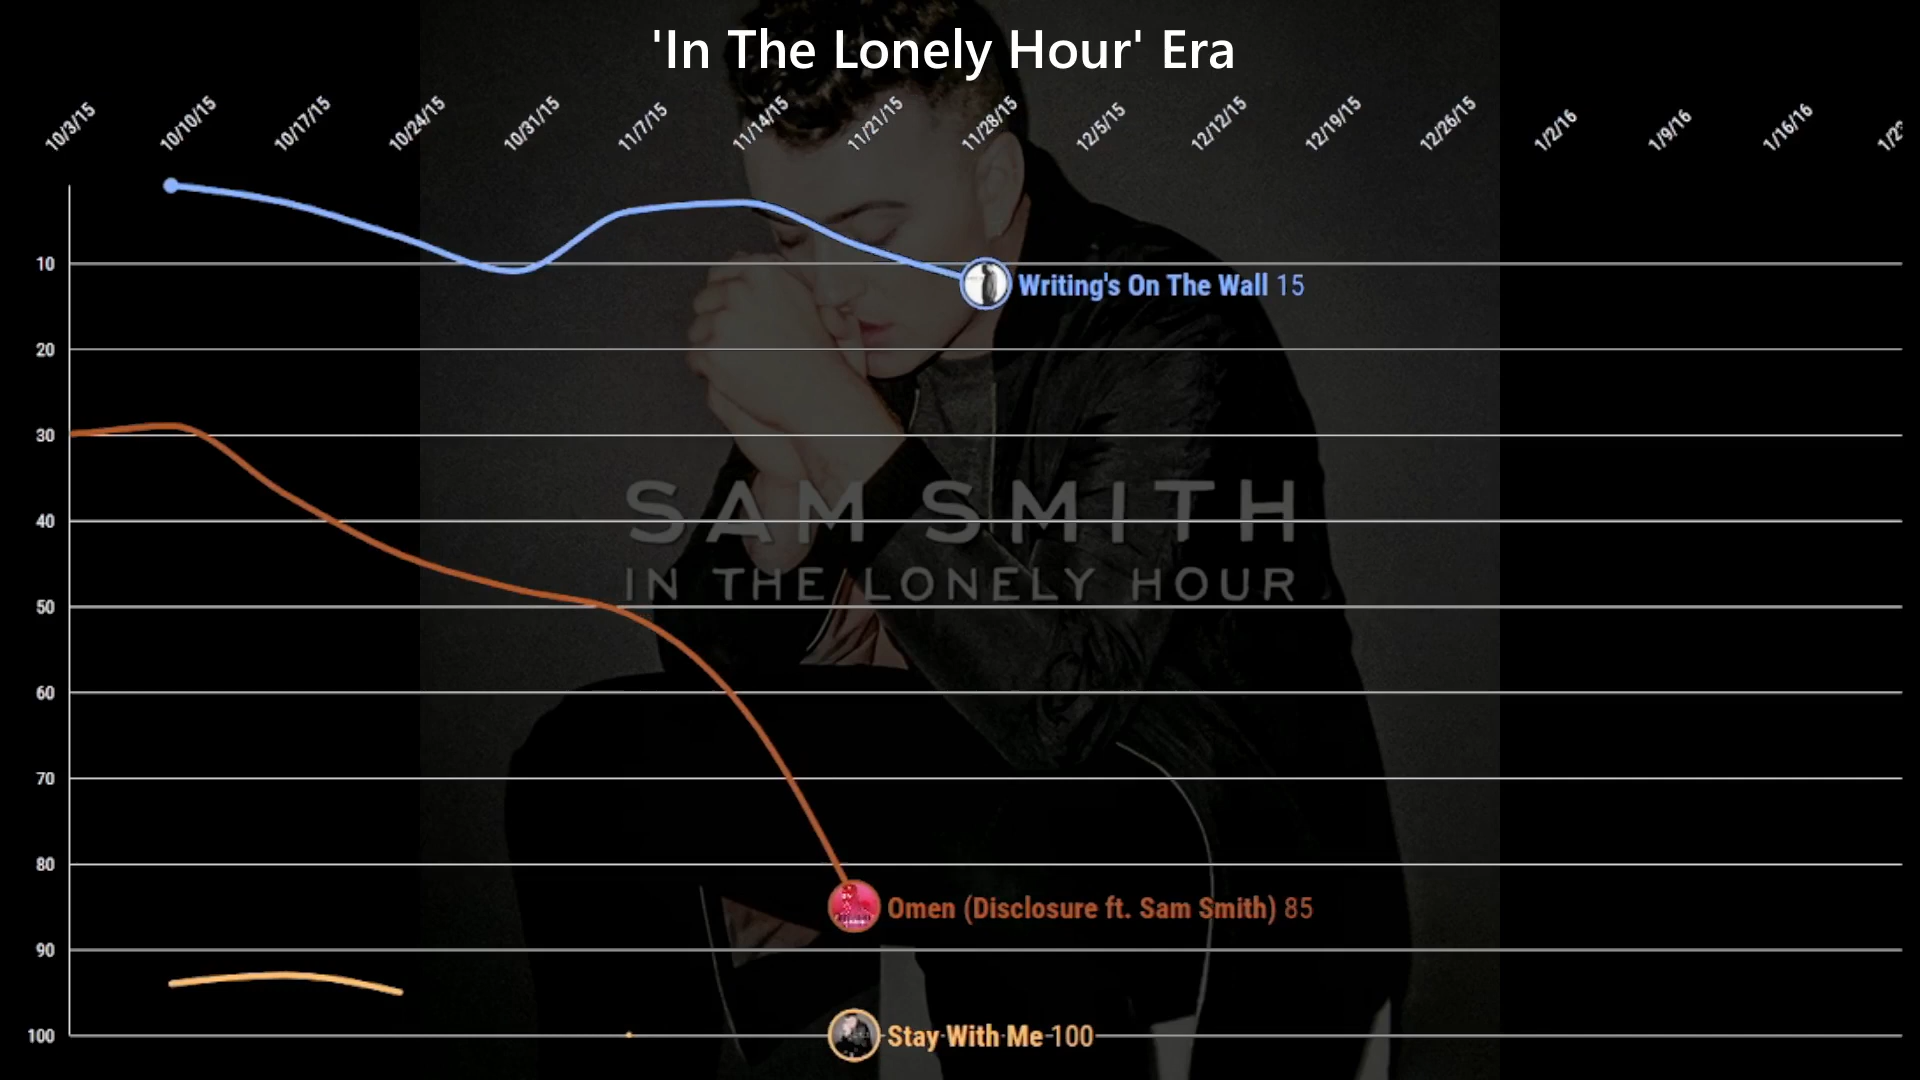 'In The Lonely Hour' Era
10/3/15 10/10/15 10/17/15 10/24/15 10/31/15 11/7/15 11/14/15 11/21/15 11/28/15 12/5/15 12/12/15 12/19/15 12/26/15 1/2/16 1/9/16 1/16/16
10
Writing's On The Wall 15
20
30
SAM SMITH
40
IN THE LONELY HOUR
50
60
70
80
Omen (Disclosure ft. Sam Smith) 85
90
100
Stay With Me 100